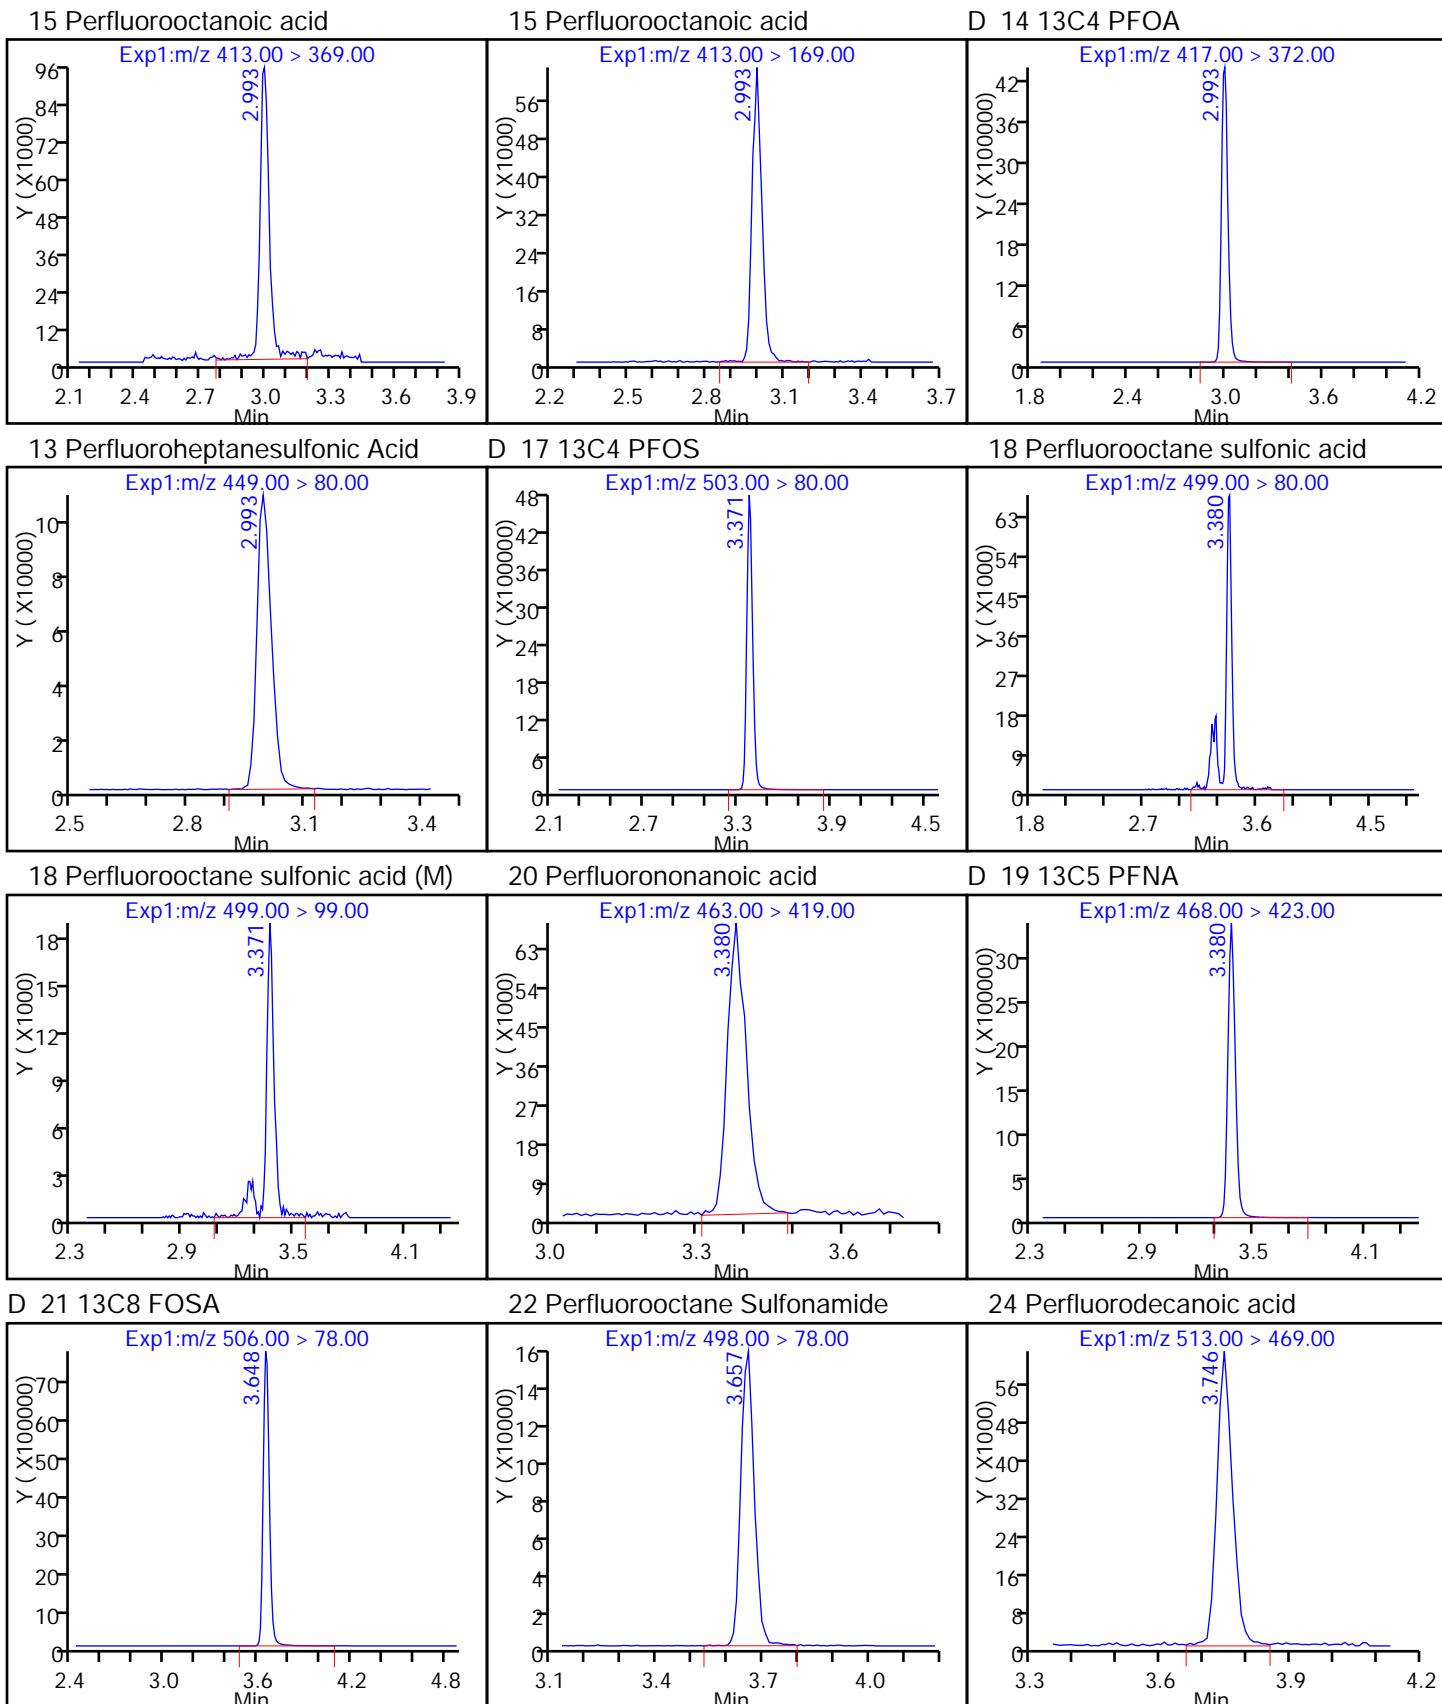 15 Perfluorooctanoic acid
Exp1:m/z 413.00 > 369.00
2.993
Y ( X1000)
96
84
72
60
48
36
24
12
0
2.1 2.4 2.7 3.0 3.3 3.6 3.9
Min
15 Perfluorooctanoic acid
Exp1:m/z 413.00 > 169.00
2.993
Y ( X1000)
56
48
40
32
24
16
8
0
2.2 2.5 2.8 3.1 3.4 3.7
Min
D 14 13C4 PFOA
Exp1:m/z 417.00 > 372.00
2.993
Y ( X100000)
42
36
30
24
18
12
6
0
1.8 2.4 3.0 3.6 4.2
Min
13 Perfluoroheptanesulfonic Acid
Exp1:m/z 449.00 > 80.00
2.993
Y ( X10000)
10
8
6
4
2
0
2.5 2.8 3.1 3.4
Min
D 17 13C4 PFOS
Exp1:m/z 503.00 > 80.00
3.371
Y ( X100000)
48
42
36
30
24
18
12
6
0
2.1 2.7 3.3 3.9 4.5
Min
18 Perfluorooctane sulfonic acid
Exp1:m/z 499.00 > 80.00
3.380
Y ( X1000)
63
54
45
36
27
18
9
0
1.8 2.7 3.6 4.5
Min
18 Perfluorooctane sulfonic acid (M)
Exp1:m/z 499.00 > 99.00
3.371
Y ( X1000)
18
15
12
9
6
3
0
2.3 2.9 3.5 4.1
Min
20 Perfluorononanoic acid
Exp1:m/z 463.00 > 419.00
3.380
Y ( X1000)
63
54
45
36
27
18
9
0
3.0 3.3 3.6
Min
D 19 13C5 PFNA
Exp1:m/z 468.00 > 423.00
3.380
Y ( X100000)
30
25
20
15
10
5
0
2.3 2.9 3.5 4.1
Min
D 21 13C8 FOSA
Exp1:m/z 506.00 > 78.00
3.648
Y ( X100000)
70
60
50
40
30
20
10
0
2.4 3.0 3.6 4.2 4.8
Min
22 Perfluorooctane Sulfonamide
Exp1:m/z 498.00 > 78.00
3.657
Y ( X10000)
16
14
12
10
8
6
4
2
0
3.1 3.4 3.7 4.0
Min
24 Perfluorodecanoic acid
Exp1:m/z 513.00 > 469.00
3.746
Y ( X1000)
56
48
40
32
24
16
8
0
3.3 3.6 3.9 4.2
Min